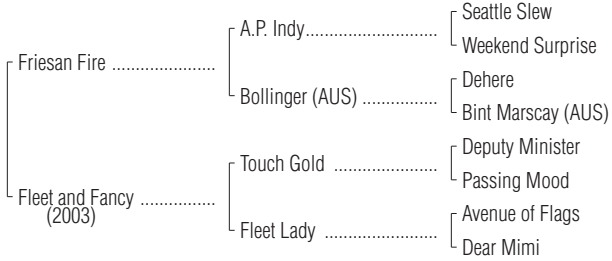 Seattle Slew
A.P. Indy
Weekend Surprise
Friesan Fire
Dehere
Bollinger (AUS)
Bint Marscay (AUS)
Deputy Minister
Touch Gold
Passing Mood
Fleet and Fancy
(2003)
Avenue of Flags
Fleet Lady
Dear Mimi